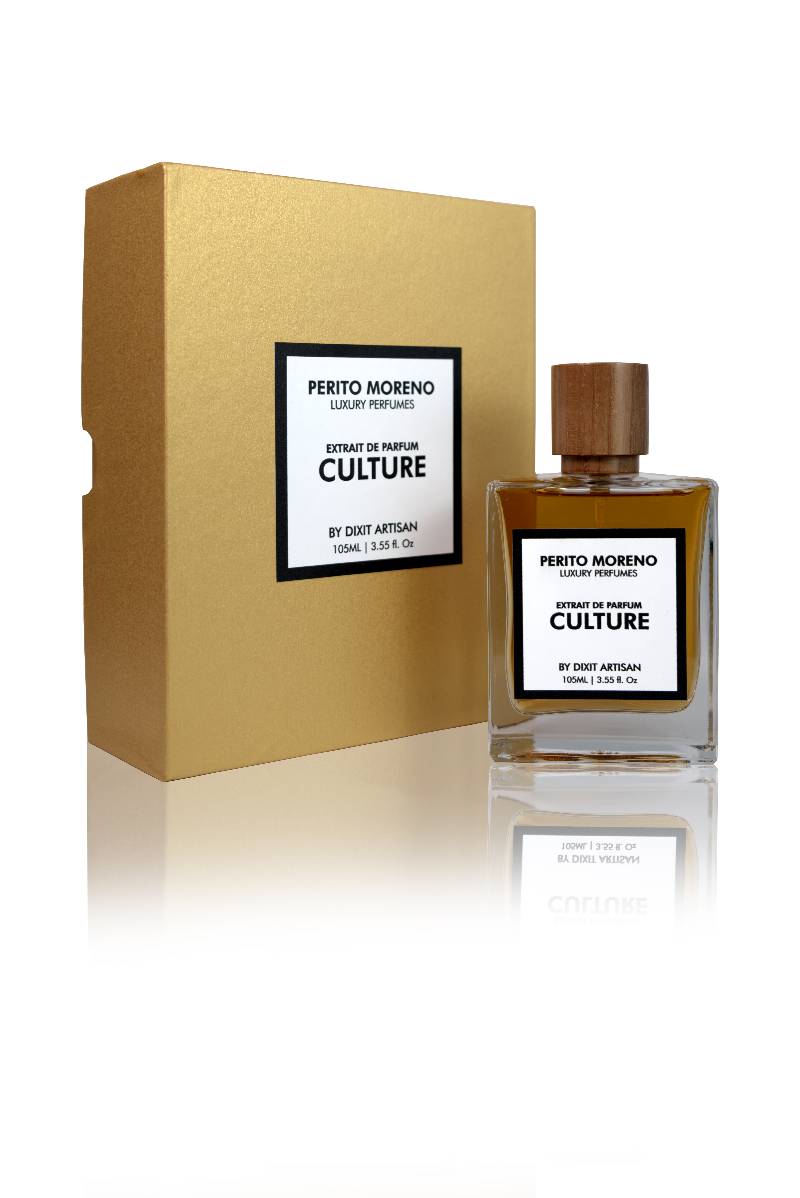 PERITO MORENO
LUXURY PERFUMES
EXTRAIT DE PARFUM
CULTURE
BY DIXIT ARTISAN
105ML | 3.55 fl. Oz
PERITO MORENO
LUXURY PERFUMES
EXTRAIT DE PARFUM
CULTURE
BY DIXIT ARTISAN
105ML | 3.55 fl. Oz